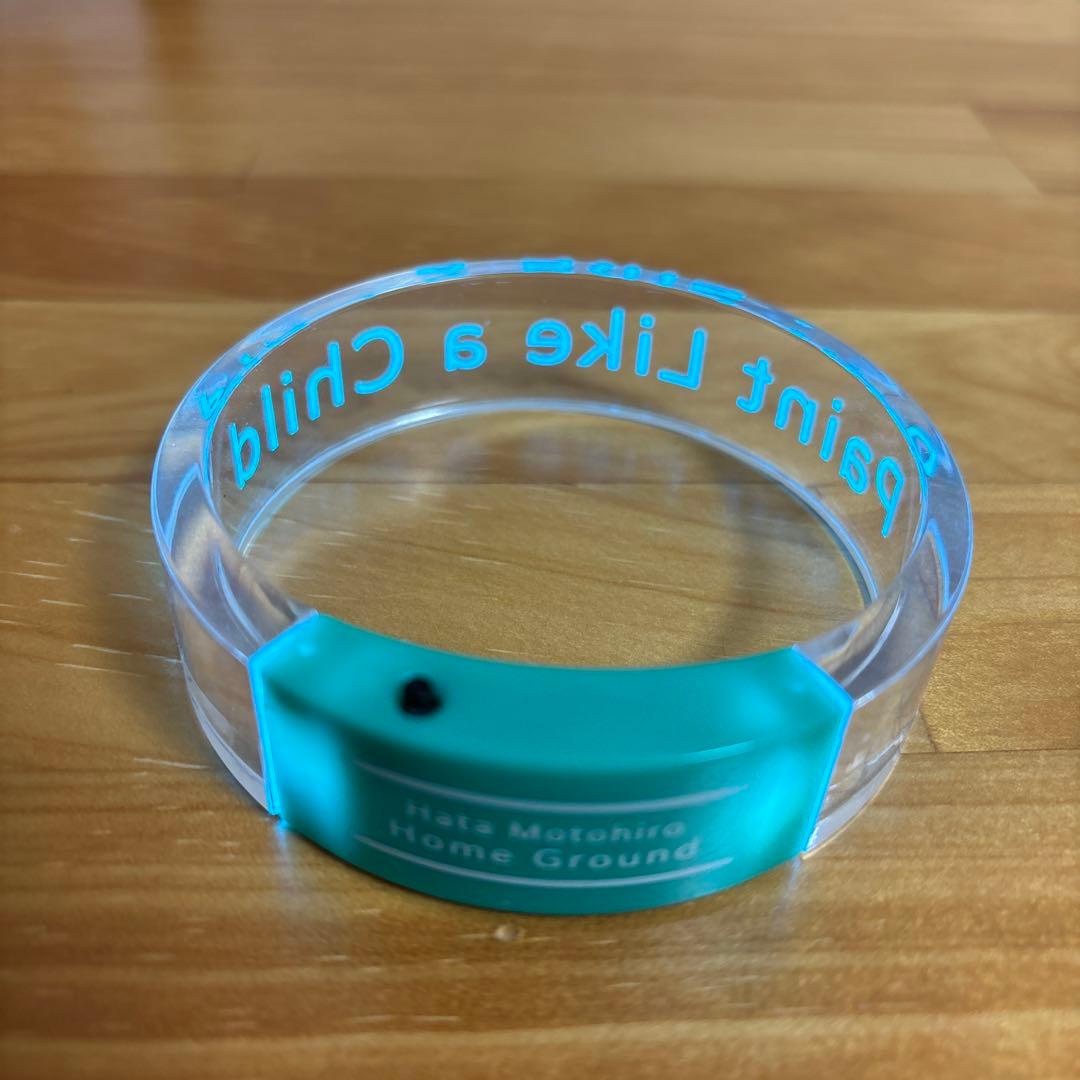 paint Like a Child
Hata Motohiro
Home Ground